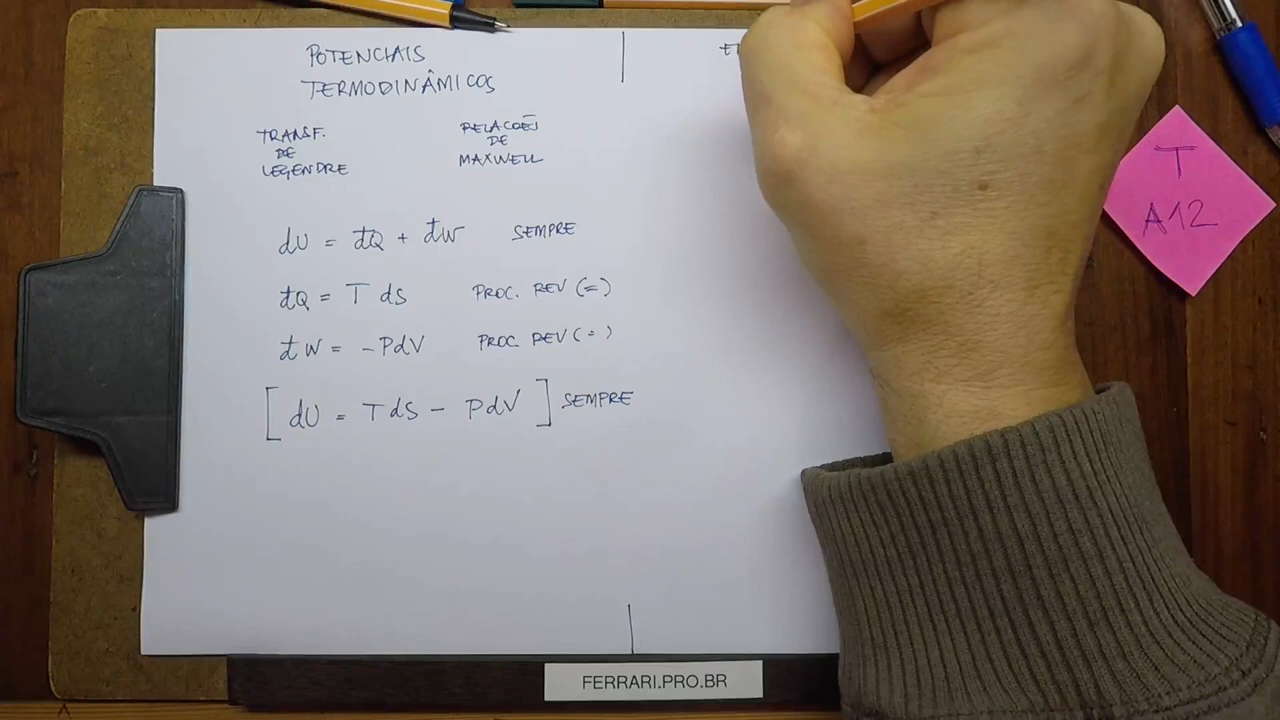 POTENCIAIS
TERMODINÂMICOS
TRANSF.
DE
LEGENDRE
RELAÇÕES
DE
MAXWELL
dU = đQ + đW SEMPRE
đQ = T dS PROC. REV (=)
đW = -PdV PROC. REV (=)
[ dU = TdS - PdV ] SEMPRE
T
A12
FERRARI.PRO.BR